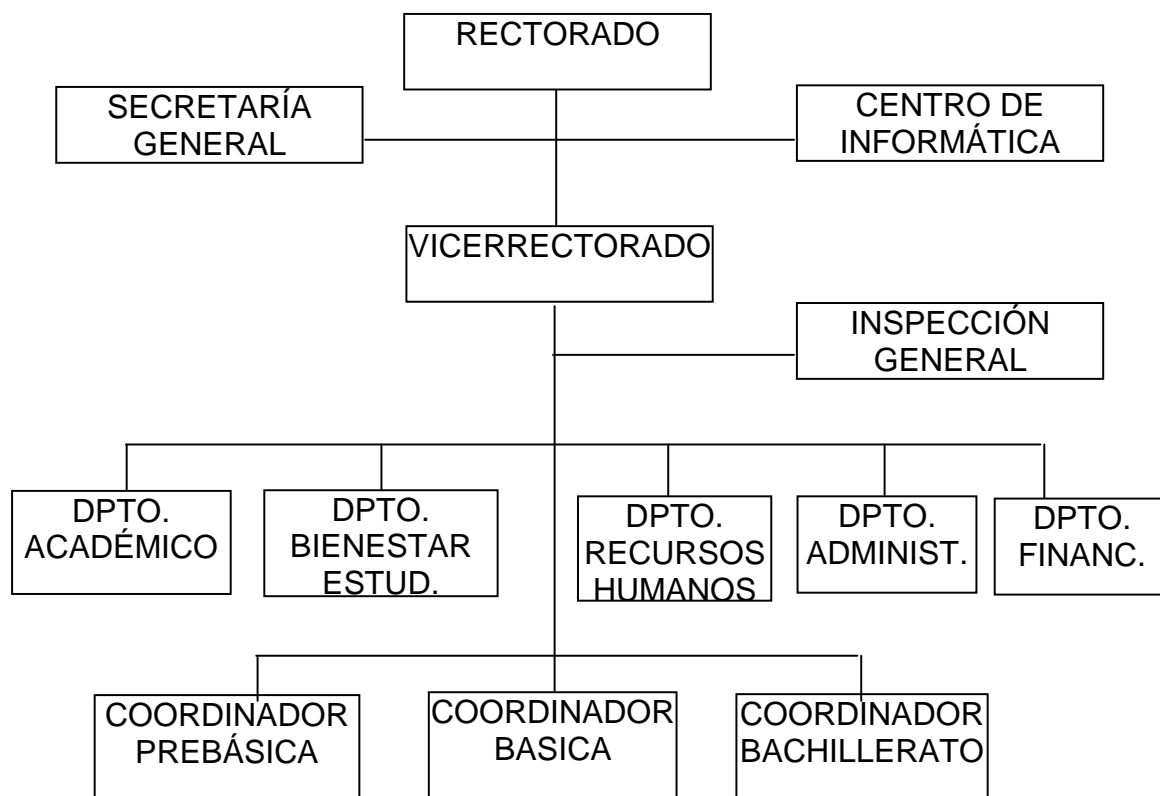 RECTORADO
SECRETARÍA
GENERAL
CENTRO DE
INFORMÁTICA
VICERRECTORADO
INSPECCIÓN
GENERAL
DPTO.
ACADÉMICO
DPTO.
BIENESTAR
ESTUD.
DPTO.
RECURSOS
HUMANOS
DPTO.
ADMINIST.
DPTO.
FINANC.
COORDINADOR
PREBÁSICA
COORDINADOR
BASICA
COORDINADOR
BACHILLERATO